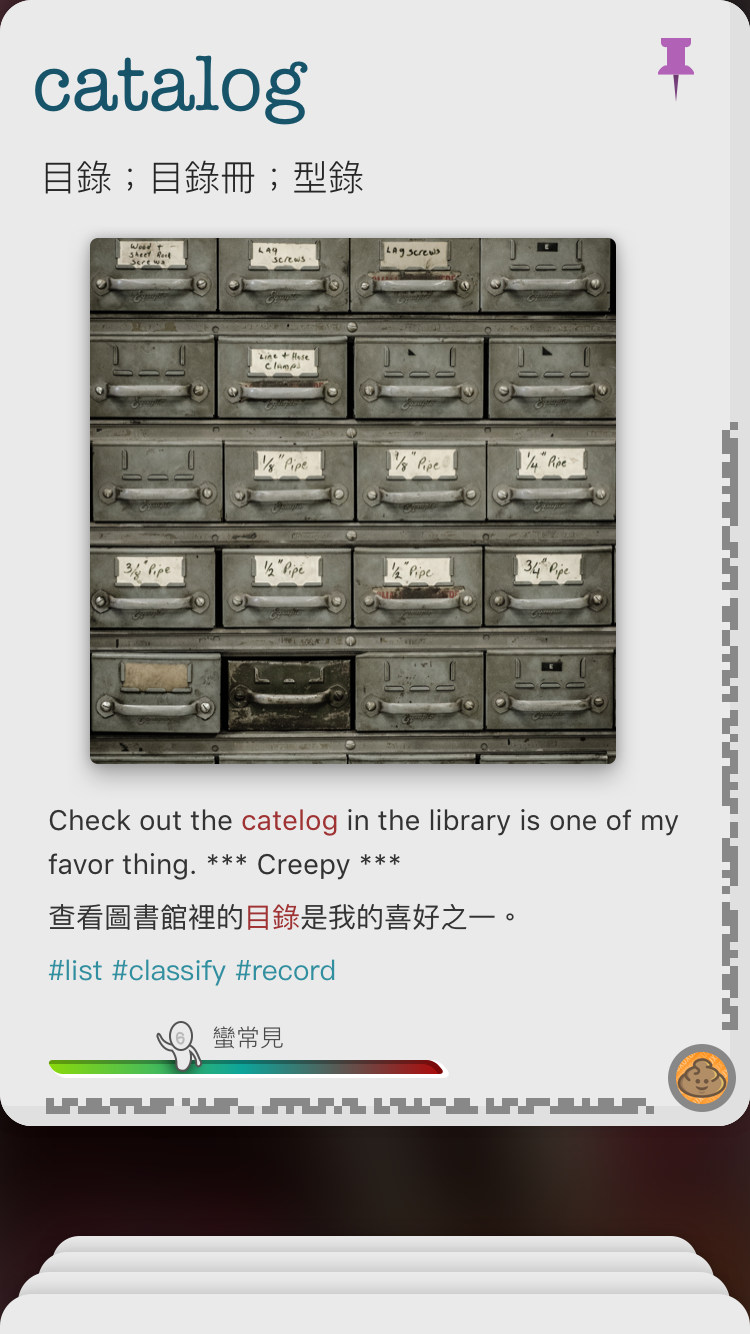 catalog
目錄；目錄冊；型錄
Wood +
Sheet Rock
Screws
LAG
screws
LAg screws
E
Line + Hose
Clamps
1/8" Pipe
1/4" Pipe
3/8" Pipe
1/2" Pipe
1/2" Pipe
3/4" Pipe
E
Check out the catelog in the library is one of my
favor thing. *** Creepy ***
查看圖書館裡的目錄是我的喜好之一。
#list #classify #record
6
蠻常見